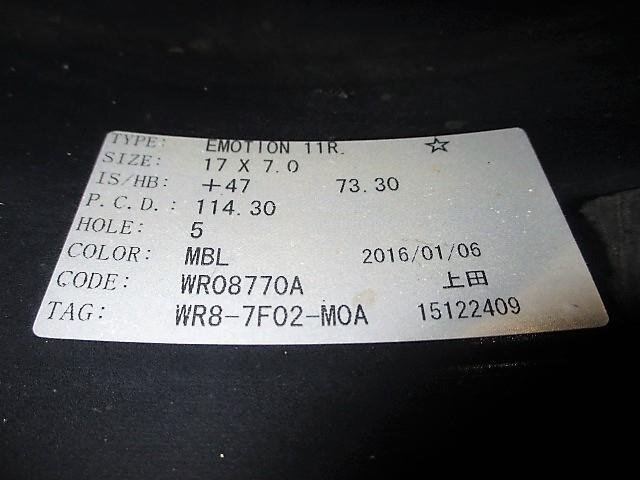 TYPE: EMOTION 11R. ☆
SIZE: 17 X 7.0
IS/HB: +47 73.30
P.C.D.: 114.30
HOLE: 5
COLOR: MBL 2016/01/06
CODE: WR08770A 上田
TAG: WR8-7F02-M0A 15122409